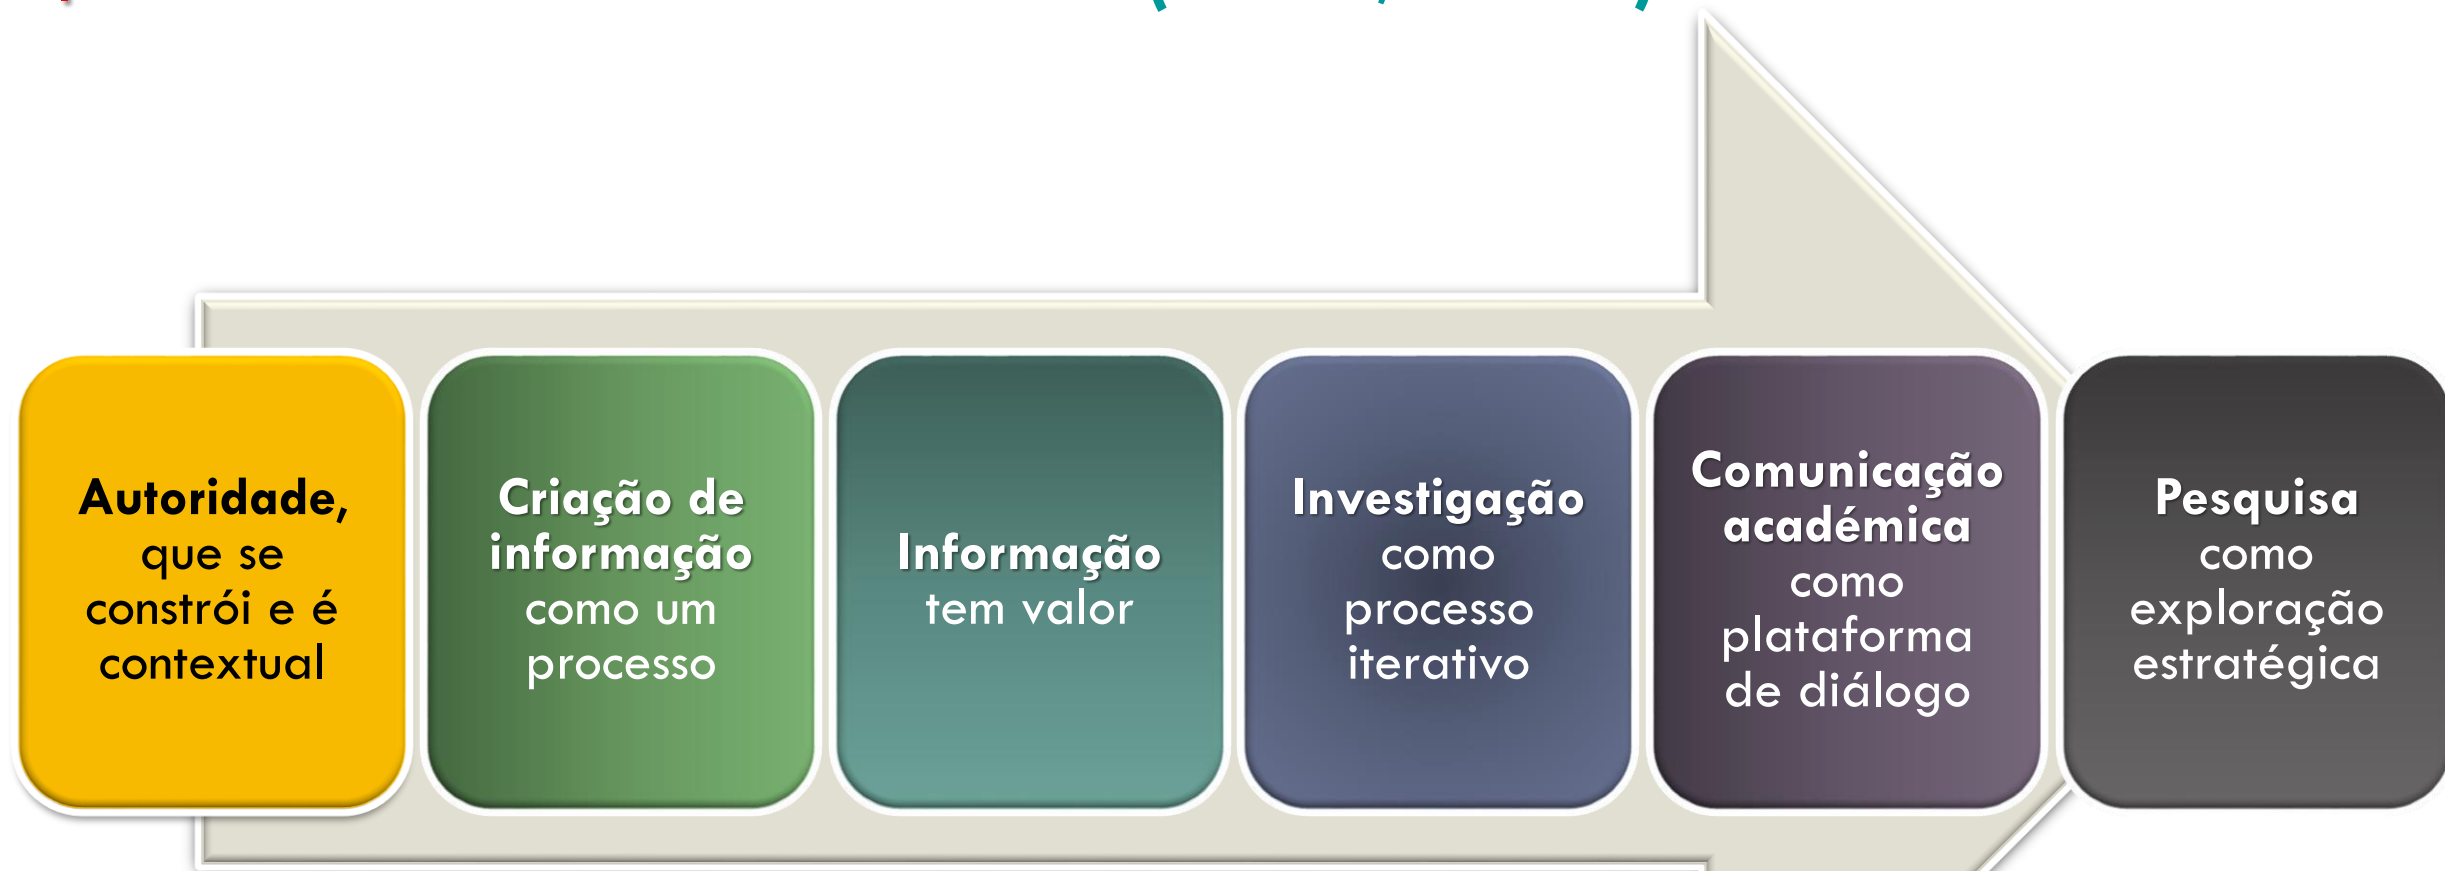 Autoridade,
que se
constrói e é
contextual
Criação de
informação
como um
processo
Informação
tem valor
Investigação
como
processo
iterativo
Comunicação
académica
como
plataforma
de diálogo
Pesquisa
como
exploração
estratégica